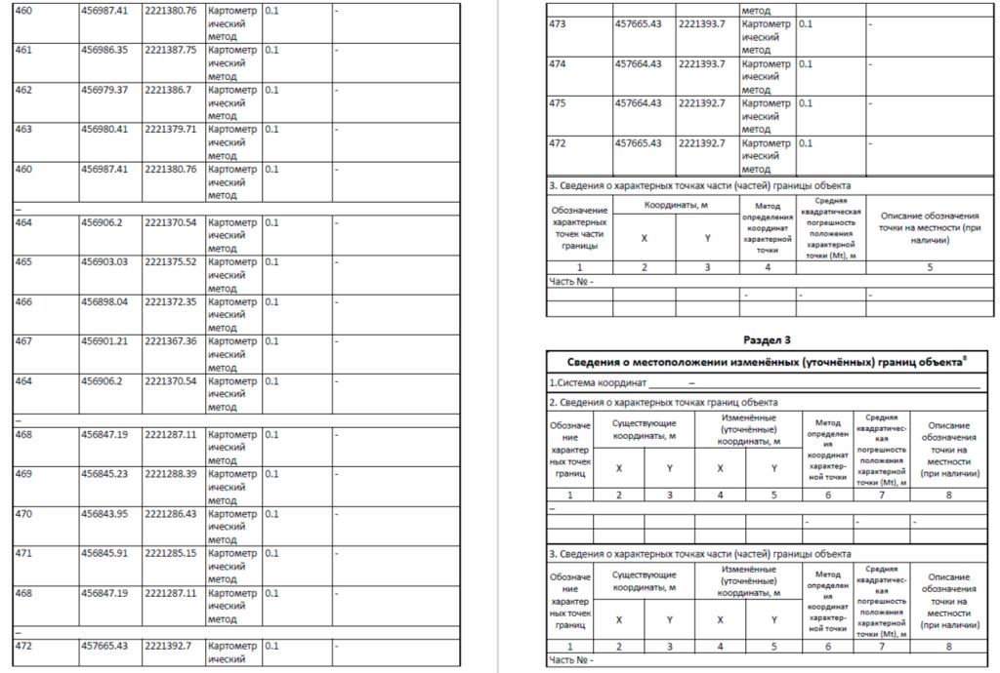 460 456987.41 2221380.76 Картометр 0.1 -
ический
метод
461 456986.35 2221387.75 Картометр 0.1 -
ический
метод
462 456979.37 2221386.7 Картометр 0.1 -
ический
метод
463 456980.41 2221379.71 Картометр 0.1 -
ический
метод
460 456987.41 2221380.76 Картометр 0.1 -
ический
метод
–
464 456906.2 2221370.54 Картометр 0.1 -
ический
метод
465 456903.03 2221375.52 Картометр 0.1 -
ический
метод
466 456898.04 2221372.35 Картометр 0.1 -
ический
метод
467 456901.21 2221367.36 Картометр 0.1 -
ический
метод
464 456906.2 2221370.54 Картометр 0.1 -
ический
метод
–
468 456847.19 2221287.11 Картометр 0.1 -
ический
метод
469 456845.23 2221288.39 Картометр 0.1 -
ический
метод
470 456843.95 2221286.43 Картометр 0.1 -
ический
метод
471 456845.91 2221285.15 Картометр 0.1 -
ический
метод
468 456847.19 2221287.11 Картометр 0.1 -
ический
метод
–
472 457665.43 2221392.7 Картометр 0.1 -
ический
метод
473 457665.43 2221393.7 Картометр 0.1 -
ический
метод
474 457664.43 2221393.7 Картометр 0.1 -
ический
метод
475 457664.43 2221392.7 Картометр 0.1 -
ический
метод
472 457665.43 2221392.7 Картометр 0.1 -
ический
метод
3. Сведения о характерных точках части (частей) границы объекта
Обозначение
характерных
точек части
границы
Координаты, м
X Y
Метод
определения
координат
характерной
точки
Средняя
квадратическая
погрешность
положения
характерной
точки (Mt), м
Описание обозначения
точки на местности (при
наличии)
1 2 3 4 5
Часть № -
- - -
Раздел 3
Сведения о местоположении изменённых (уточнённых) границ объекта8
1.Система координат –
2. Сведения о характерных точках границ объекта
Обозначе
ние
характер
ных точек
границ
Существующие
координаты, м
X Y
Изменённые
(уточнённые)
координаты, м
X Y
Метод
определен
ия
координат
характер-
ной точки
Средняя
квадратичес-
кая
погрешность
положения
характерной
точки (Mt), м
Описание
обозначения
точки на
местности
(при наличии)
1 2 3 4 5 6 7 8
–
- - -
3. Сведения о характерных точках части (частей) границы объекта
Обозначе
ние
характер
ных точек
границ
Существующие
координаты, м
X Y
Изменённые
(уточнённые)
координаты, м
X Y
Метод
определен
ия
координат
характер-
ной точки
Средняя
квадратичес-
кая
погрешность
положения
характерной
точки (Mt), м
Описание
обозначения
точки на
местности
(при наличии)
1 2 3 4 5 6 7 8
Часть № -